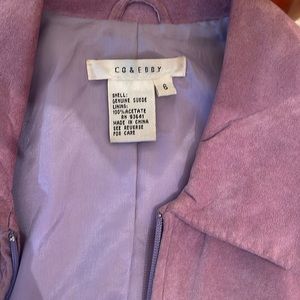 CO & EDDY
6
SHELL:
GENUINE SUEDE
LINING:
100%ACETATE
RN 93641
MADE IN CHINA
SEE REVERSE
FOR CARE